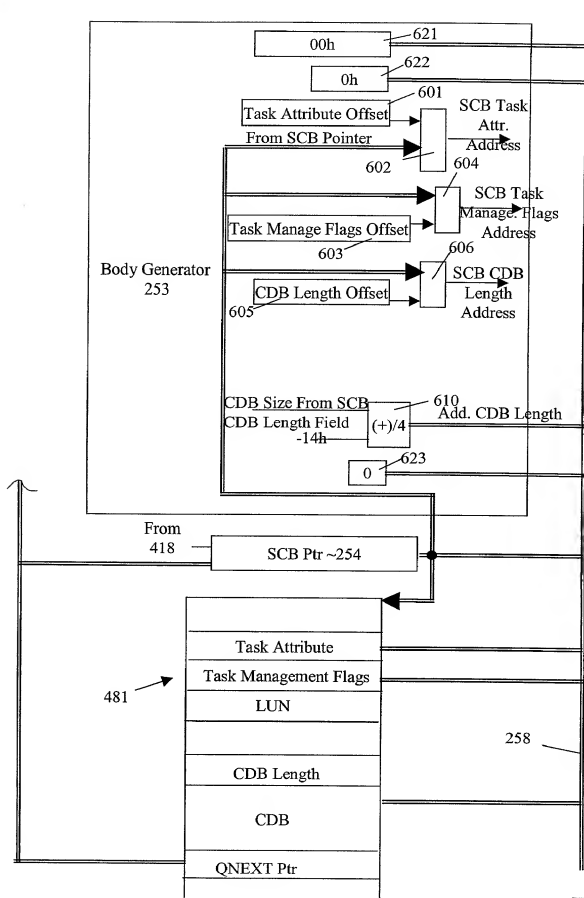 00h
621
0h
622
601
Task Attribute Offset
SCB Task
Attr.
Address
From SCB Pointer
602
604
SCB Task
Manage. Flags
Address
Task Manage Flags Offset
603
606
Body Generator
253
SCB CDB
Length
Address
CDB Length Offset
605
CDB Size From SCB
CDB Length Field
-14h
610
(+)/4
Add. CDB Length
0
623
From
418
SCB Ptr ~254
Task Attribute
Task Management Flags
481
LUN
258
CDB Length
CDB
QNEXT Ptr